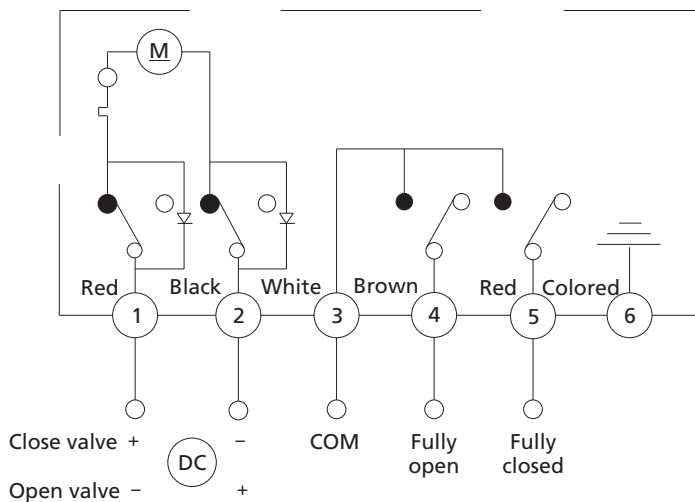 M
Red Black White Brown Red Colored
1 2 3 4 5 6
Close valve + − COM Fully open Fully closed
DC
Open valve − +